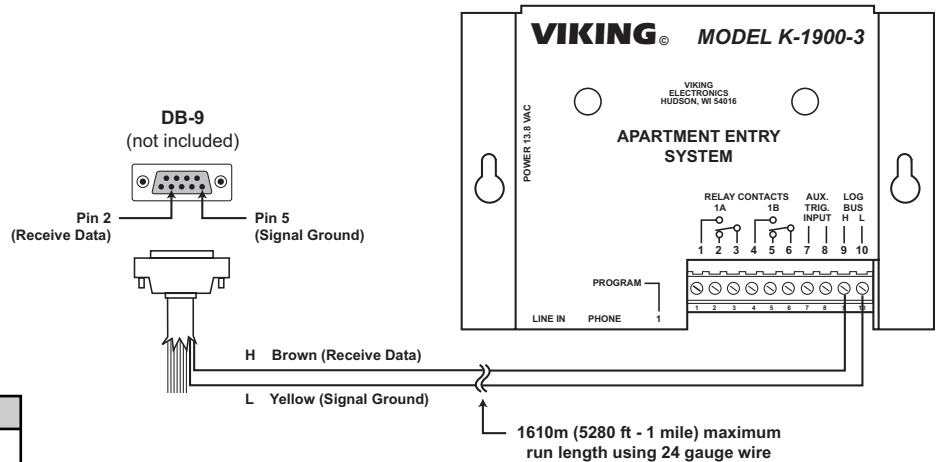 VIKING © MODEL K-1900-3
VIKING
ELECTRONICS
HUDSON, WI 54016
POWER 13.8 VAC
APARTMENT ENTRY
SYSTEM
RELAY CONTACTS
1A 1B
AUX.
TRIG.
INPUT
LOG
BUS
H L
1 2 3 4 5 6 7 8 9 10
1 2 3 4 5 6 7 8 9 10
PROGRAM
LINE IN PHONE 1
DB-9
(not included)
Pin 2
(Receive Data)
Pin 5
(Signal Ground)
H Brown (Receive Data)
L Yellow (Signal Ground)
1610m (5280 ft - 1 mile) maximum
run length using 24 gauge wire